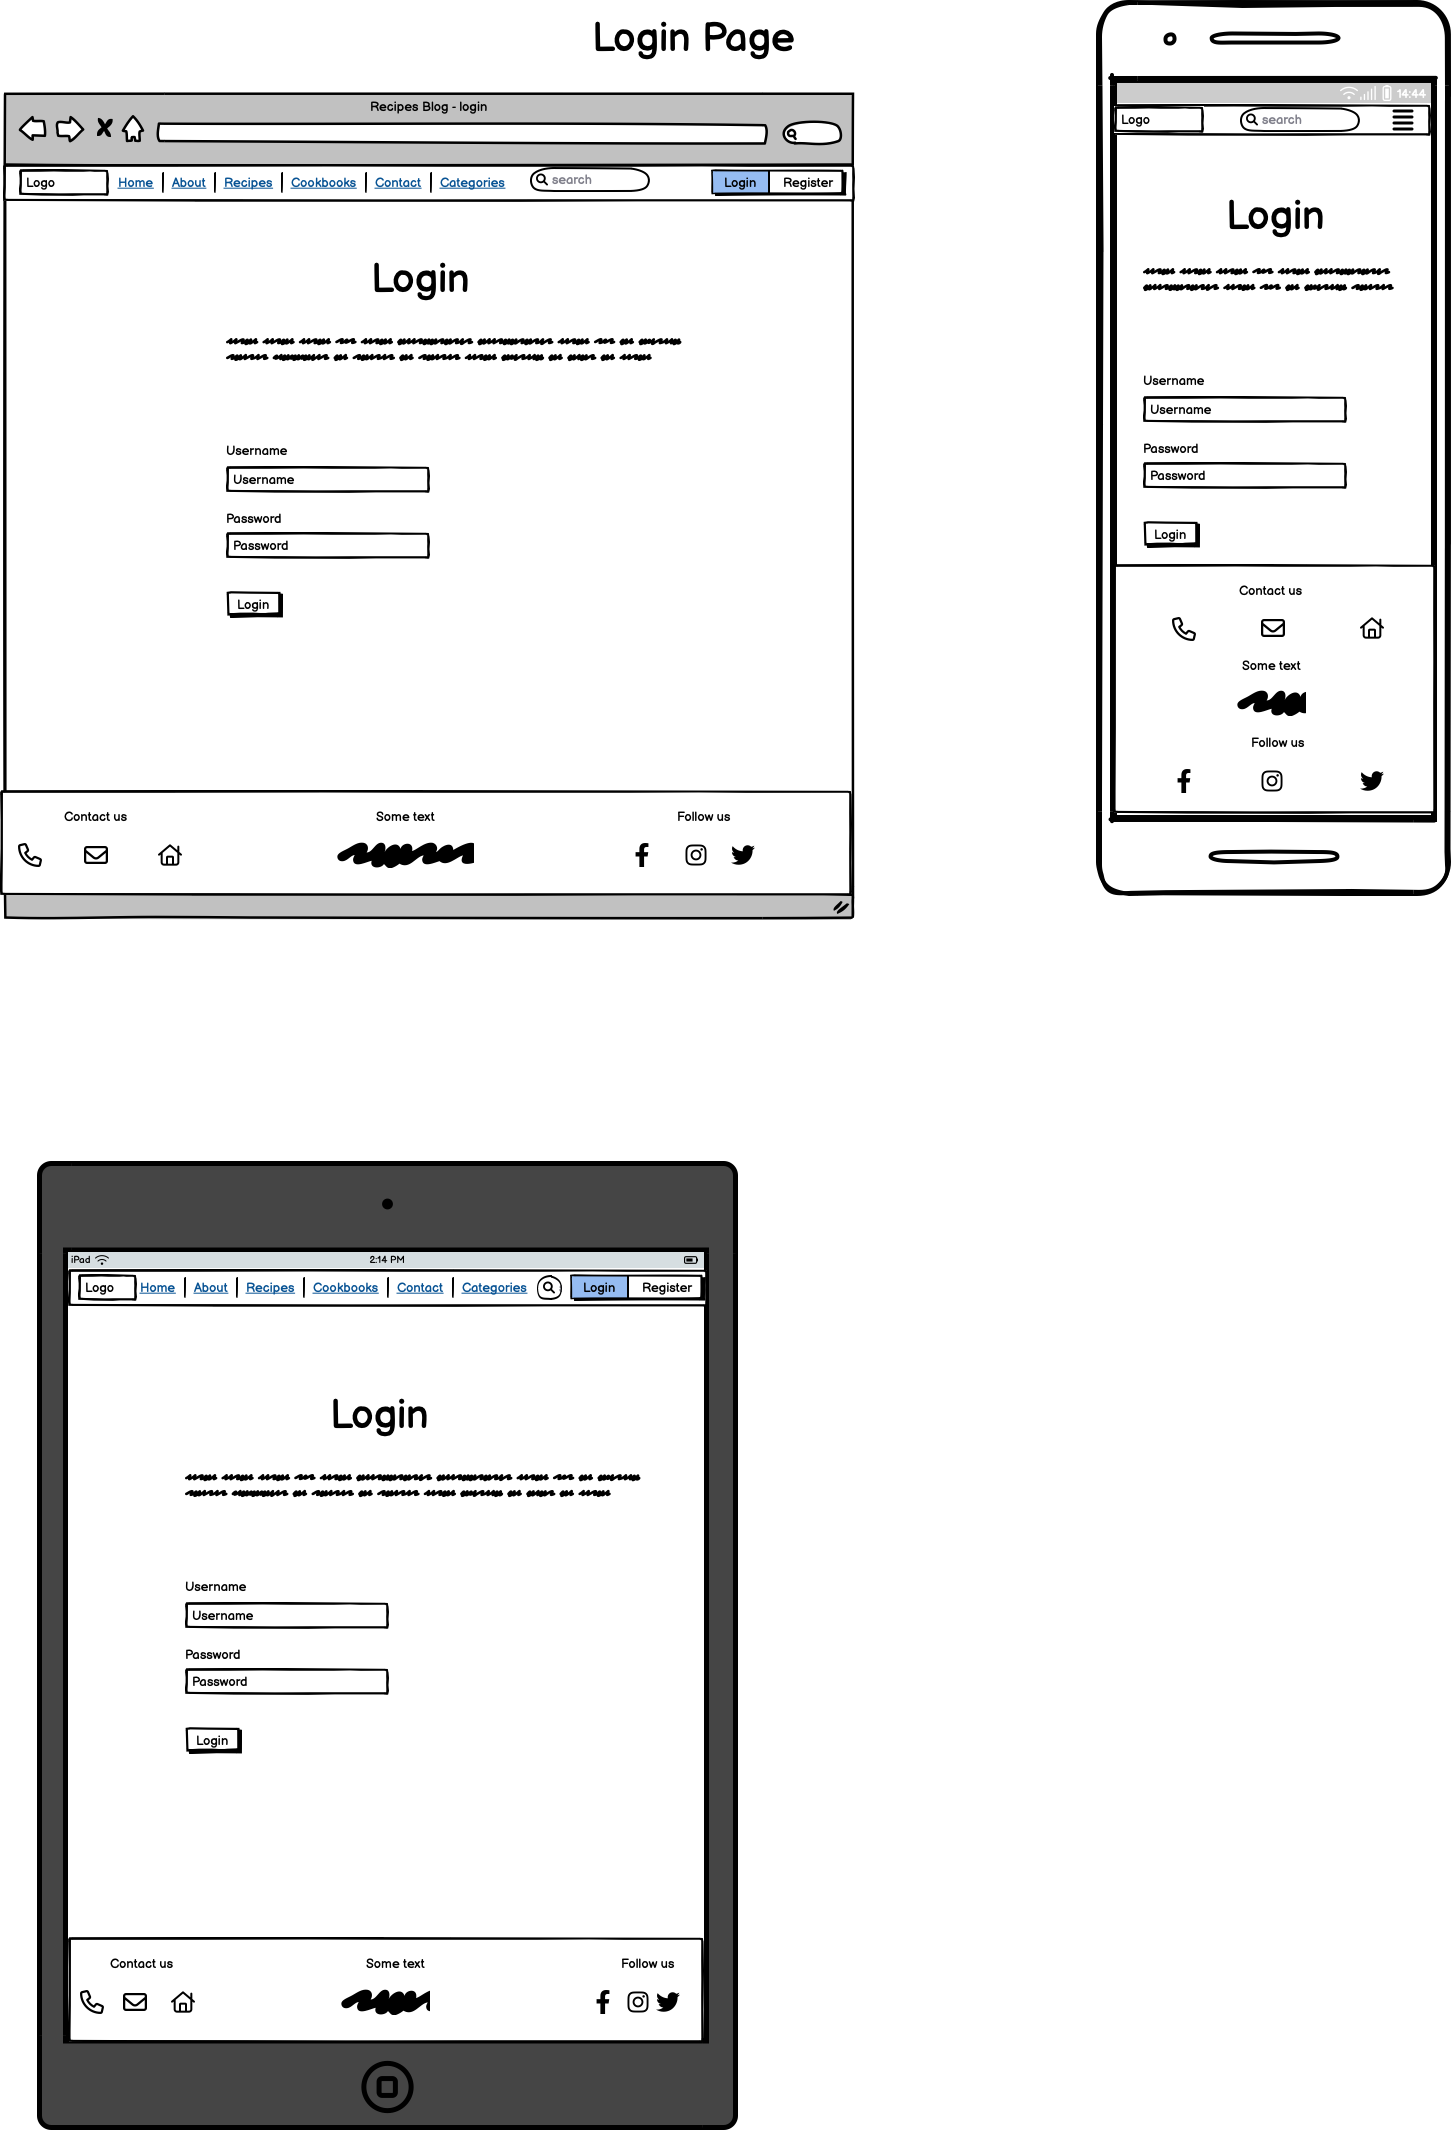 Login Page
Recipes Blog - login
Logo Home About Recipes Cookbooks Contact Categories search Login Register
Login
Username
Username
Password
Password
Login
Contact us Some text Follow us
14:44
Logo search
Login
Username
Username
Password
Password
Login
Contact us
Some text
Follow us
iPad 2:14 PM
Logo Home About Recipes Cookbooks Contact Categories Login Register
Login
Username
Username
Password
Password
Login
Contact us Some text Follow us